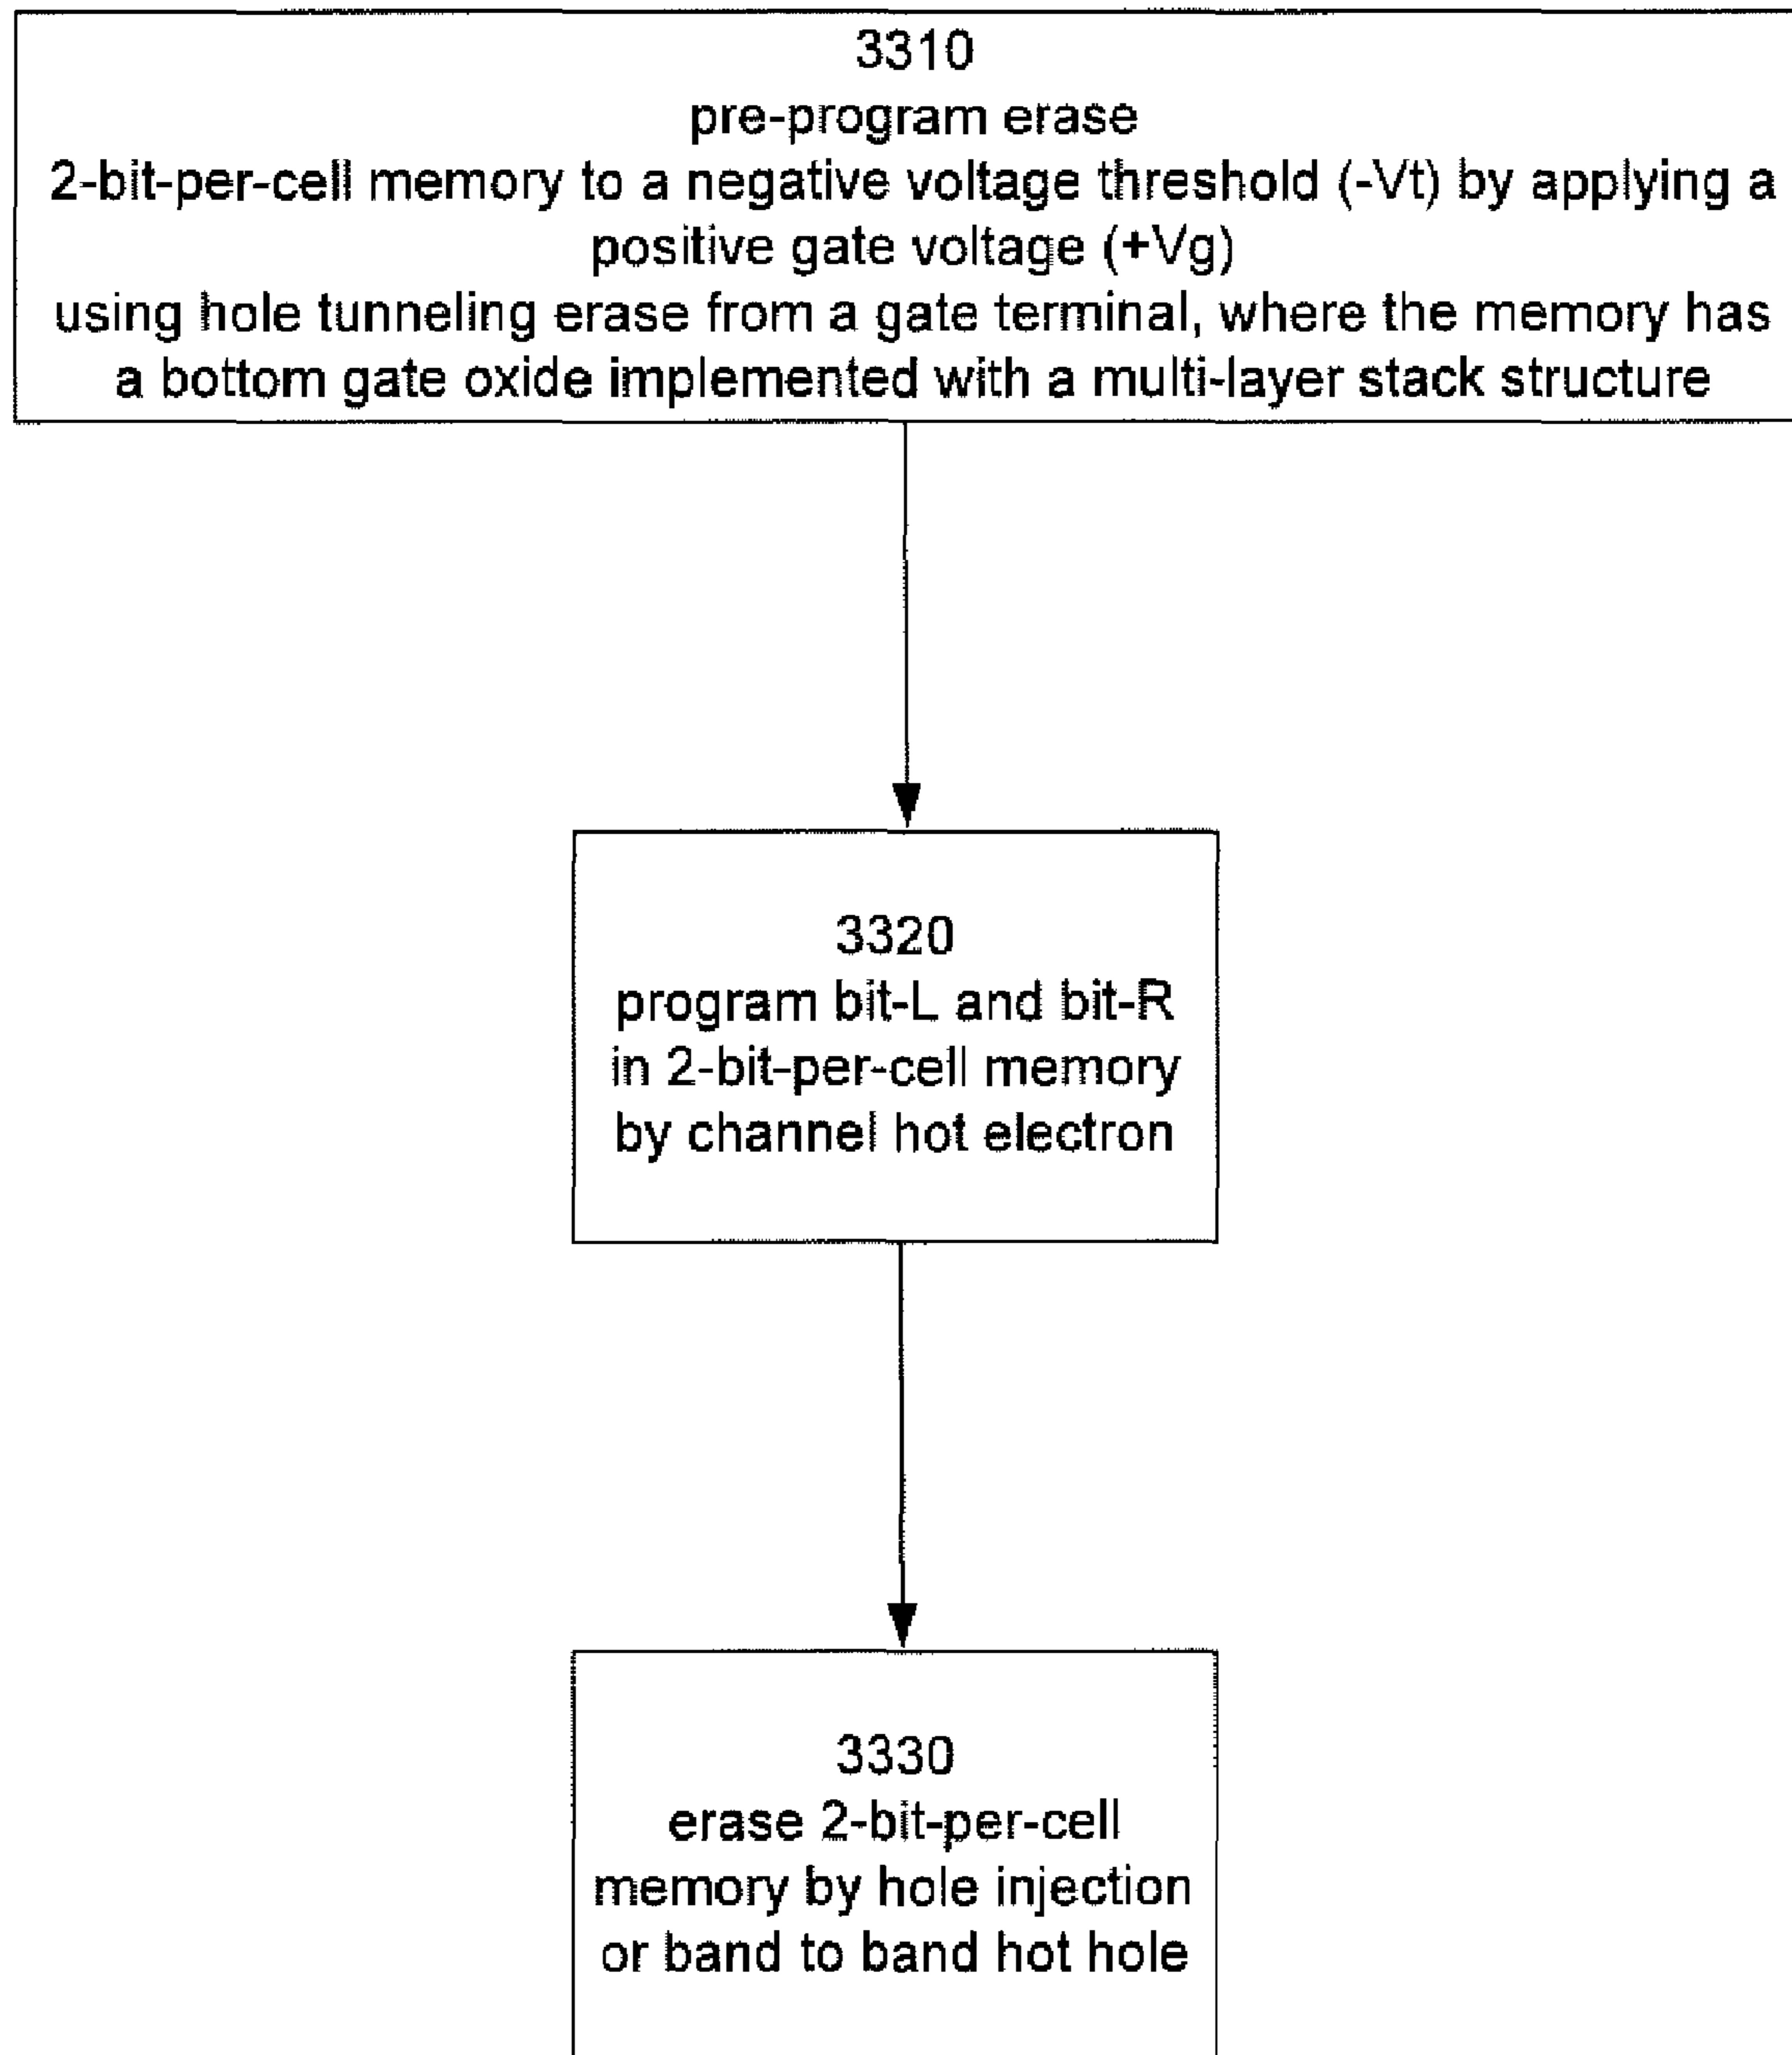 3310
pre-program erase
2-bit-per-cell memory to a negative voltage threshold (-Vt) by applying a
positive gate voltage (+Vg)
using hole tunneling erase from a gate terminal, where the memory has
a bottom gate oxide implemented with a multi-layer stack structure
3320
program bit-L and bit-R
in 2-bit-per-cell memory
by channel hot electron
3330
erase 2-bit-per-cell
memory by hole injection
or band to band hot hole